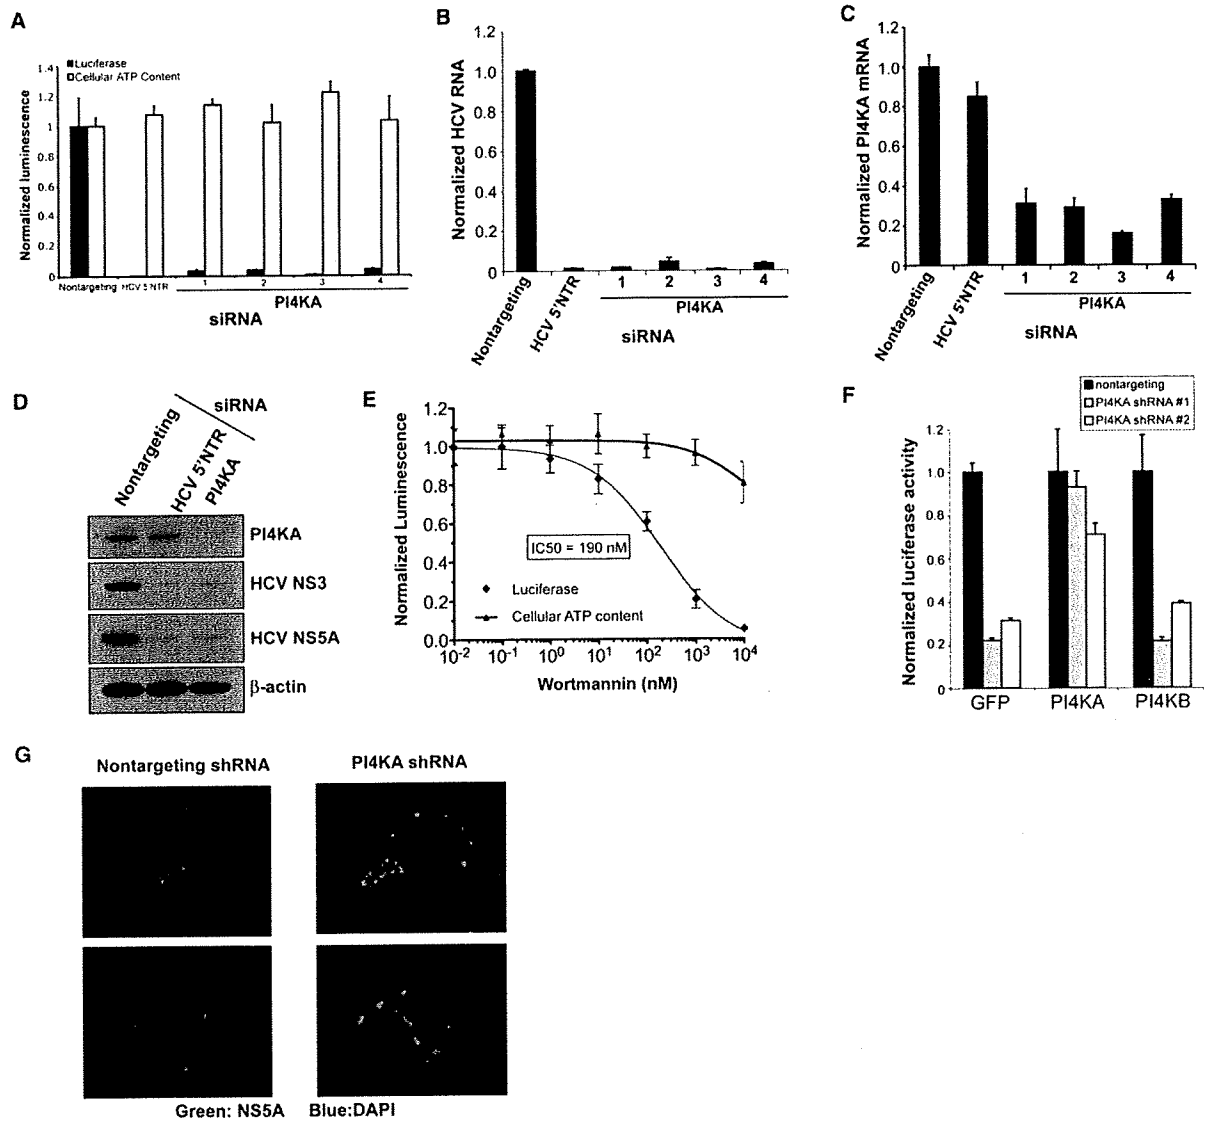 A
Luciferase
Cellular ATP Content
Normalized luminescence
1.4
1.2
1
0.8
0.6
0.4
0.2
0
Nontargeting HCV 5'NTR 1 2 3 4
PI4KA
siRNA
B
Normalized HCV RNA
1.2
1.0
0.8
0.6
0.4
0.2
0
Nontargeting
HCV 5'NTR
1 2 3 4
PI4KA
siRNA
C
Normalized PI4KA mRNA
1.2
1.0
0.8
0.6
0.4
0.2
0
Nontargeting
HCV 5'NTR
1 2 3 4
PI4KA
siRNA
D
siRNA
Nontargeting
HCV 5'NTR
PI4KA
PI4KA
HCV NS3
HCV NS5A
β-actin
E
Normalized Luminescence
1.2
1.0
0.8
0.6
0.4
0.2
0.0
IC50 = 190 nM
Luciferase
Cellular ATP content
10-2 10-1 100 101 102 103 104
Wortmannin (nM)
F
nontargeting
PI4KA shRNA #1
PI4KA shRNA #2
Normalized luciferase activity
1.2
1.0
0.8
0.6
0.4
0.2
0
GFP PI4KA PI4KB
G
Nontargeting shRNA PI4KA shRNA
Green: NS5A Blue:DAPI